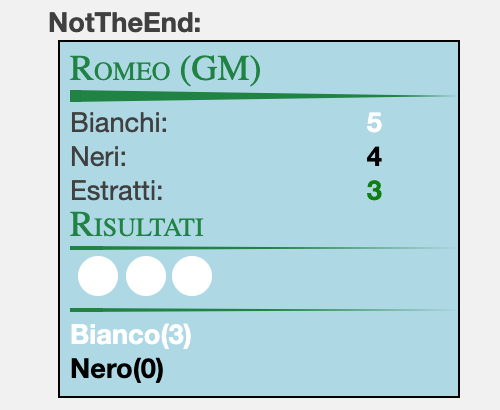 NotTheEnd:
Romeo (GM)
Bianchi: 5
Neri: 4
Estratti: 3
Risultati
Bianco(3)
Nero(0)